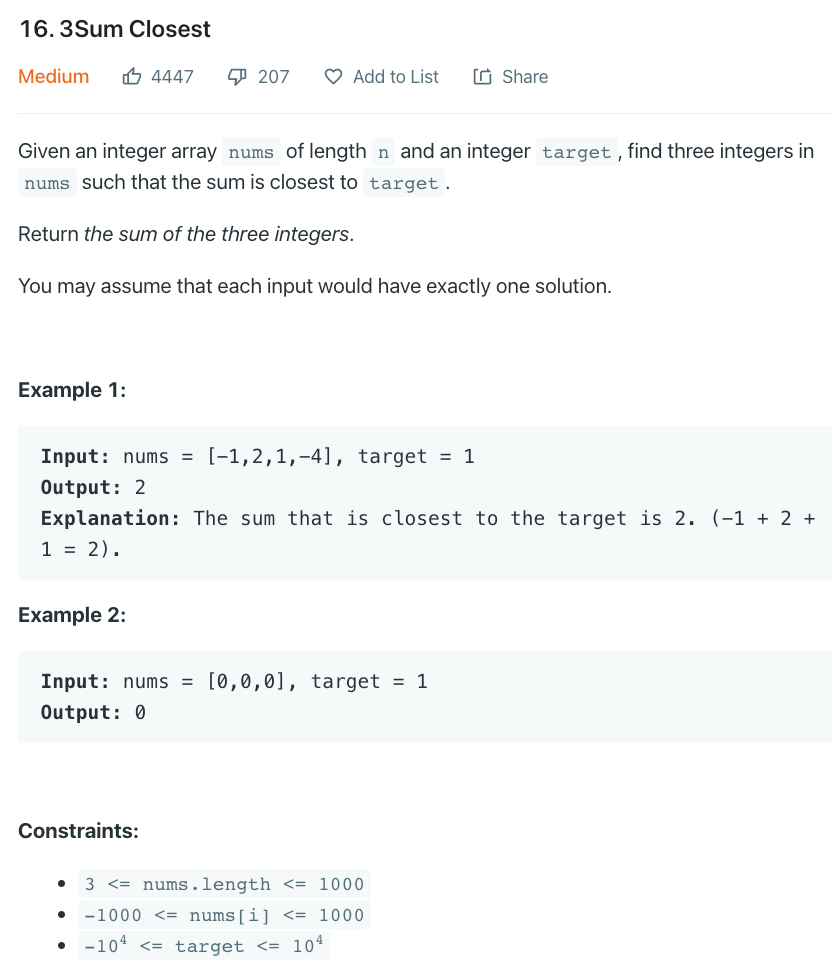 16. 3Sum Closest
Medium 4447 207 Add to List Share
Given an integer array nums of length n and an integer target, find three integers in
nums such that the sum is closest to target.
Return the sum of the three integers.
You may assume that each input would have exactly one solution.
Example 1:
Input: nums = [-1,2,1,-4], target = 1
Output: 2
Explanation: The sum that is closest to the target is 2. (-1 + 2 +
1 = 2).
Example 2:
Input: nums = [0,0,0], target = 1
Output: 0
Constraints:
• 3 <= nums.length <= 1000
• -1000 <= nums[i] <= 1000
• -10⁴ <= target <= 10⁴